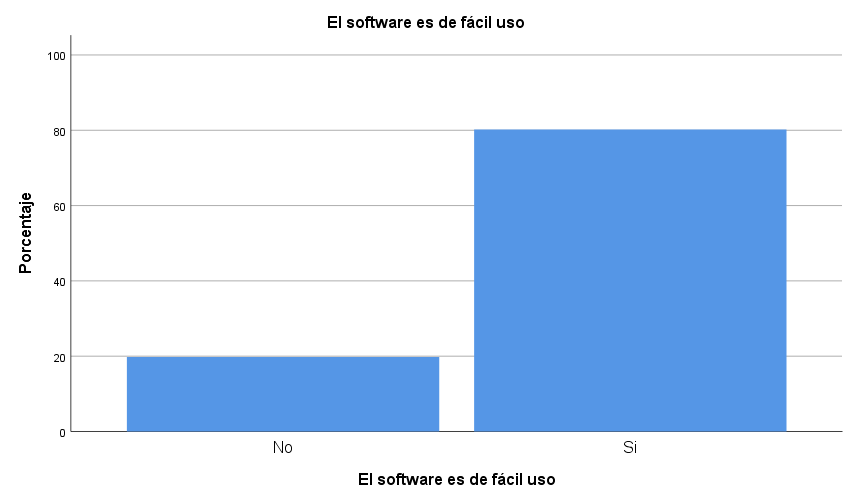 El software es de fácil uso
100
80
60
40
20
0
Porcentaje
No
Si
El software es de fácil uso